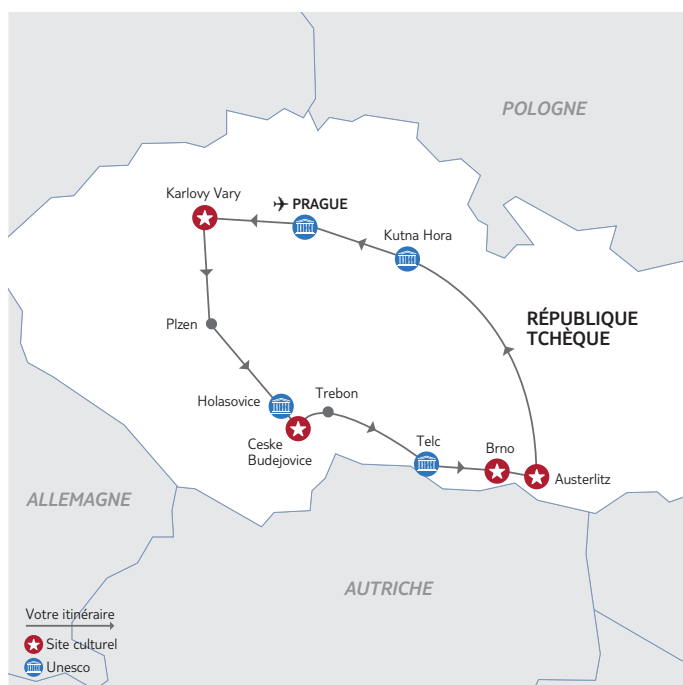 POLOGNE
Karlovy Vary
PRAGUE
Kutna Hora
RÉPUBLIQUE
TCHÈQUE
Plzen
Holasovice
Trebon
Ceske
Budejovice
Telc
Brno
Austerlitz
ALLEMAGNE
AUTRICHE
Votre itinéraire
Site culturel
Unesco